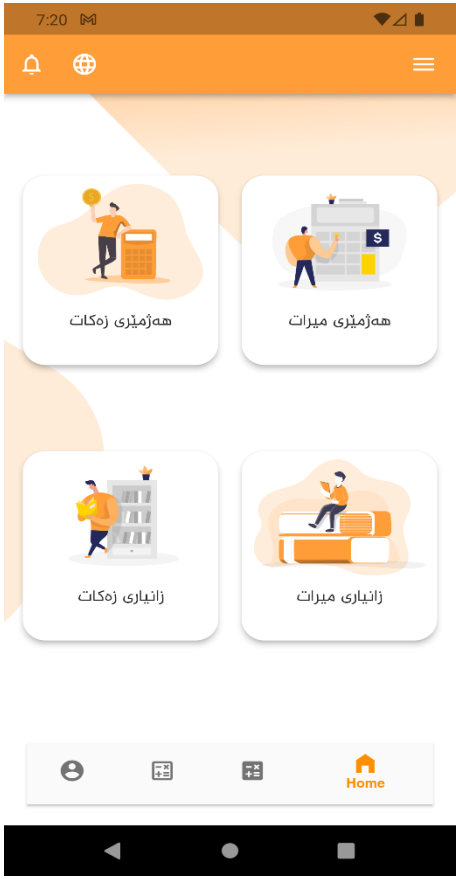 7:20
$
$
هەژمێری میرات
هەژمێری زەکات
زانیاری میرات
زانیاری زەکات
Home